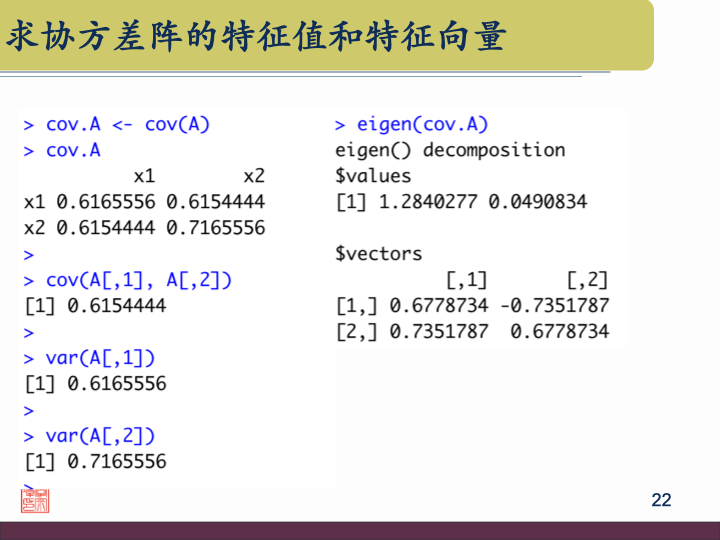 求协方差阵的特征值和特征向量
> cov.A <- cov(A)
> cov.A
x1 x2
x1 0.6165556 0.6154444
x2 0.6154444 0.7165556
>
> cov(A[,1], A[,2])
[1] 0.6154444
>
> var(A[,1])
[1] 0.6165556
>
> var(A[,2])
[1] 0.7165556
>
> eigen(cov.A)
eigen() decomposition
$values
[1] 1.2840277 0.0490834
$vectors
[,1] [,2]
[1,] 0.6778734 -0.7351787
[2,] 0.7351787 0.6778734
22